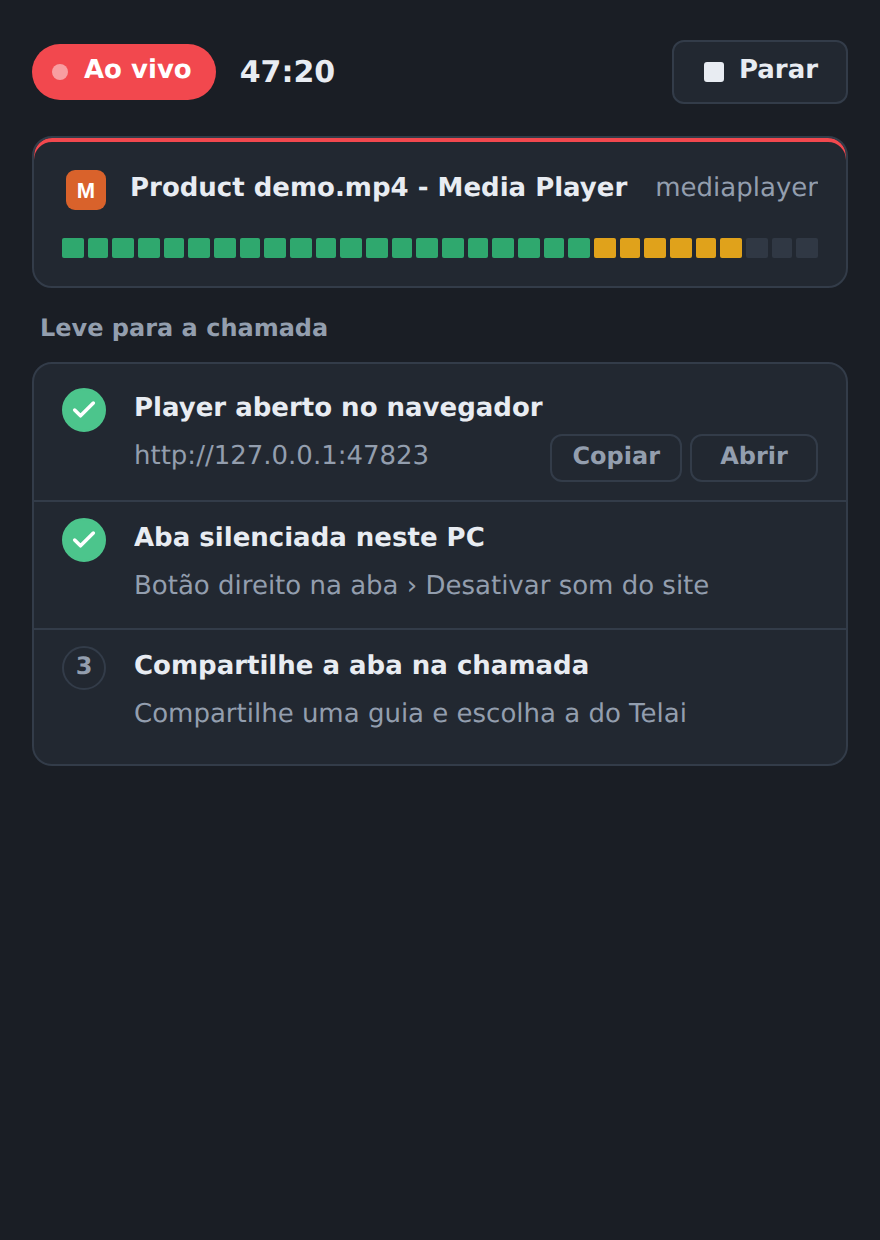 Ao vivo 47:20 Parar
M Product demo.mp4 - Media Player mediaplayer
Leve para a chamada
Player aberto no navegador
http://127.0.0.1:47823 Copiar Abrir
Aba silenciada neste PC
Botão direito na aba › Desativar som do site
3 Compartilhe a aba na chamada
Compartilhe uma guia e escolha a do Telai